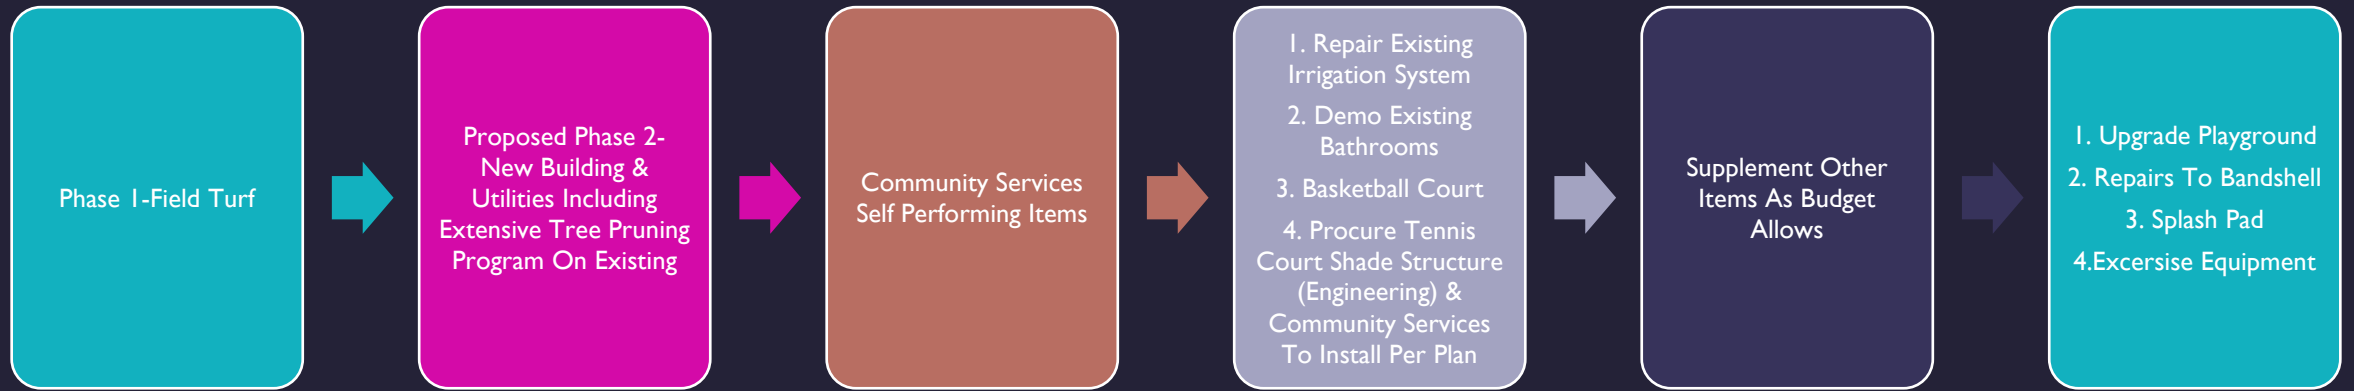 Phase 1-Field Turf
Proposed Phase 2-
New Building &
Utilities Including
Extensive Tree Pruning
Program On Existing
Community Services
Self Performing Items
1. Repair Existing
Irrigation System
2. Demo Existing
Bathrooms
3. Basketball Court
4. Procure Tennis
Court Shade Structure
(Engineering) &
Community Services
To Install Per Plan
Supplement Other
Items As Budget
Allows
1. Upgrade Playground
2. Repairs To Bandshell
3. Splash Pad
4.Excersise Equipment